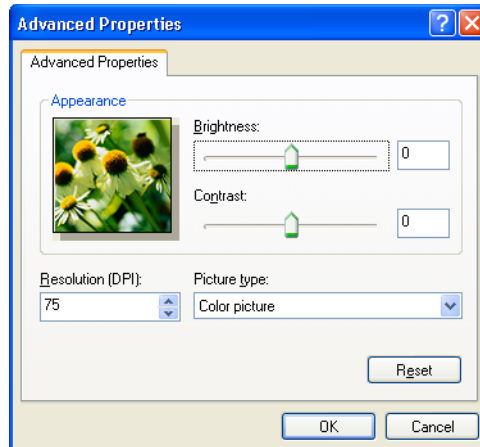 Advanced Properties
Advanced Properties
Appearance
Brightness:
0
Contrast:
0
Resolution (DPI): Picture type:
75 Color picture
Reset
OK Cancel